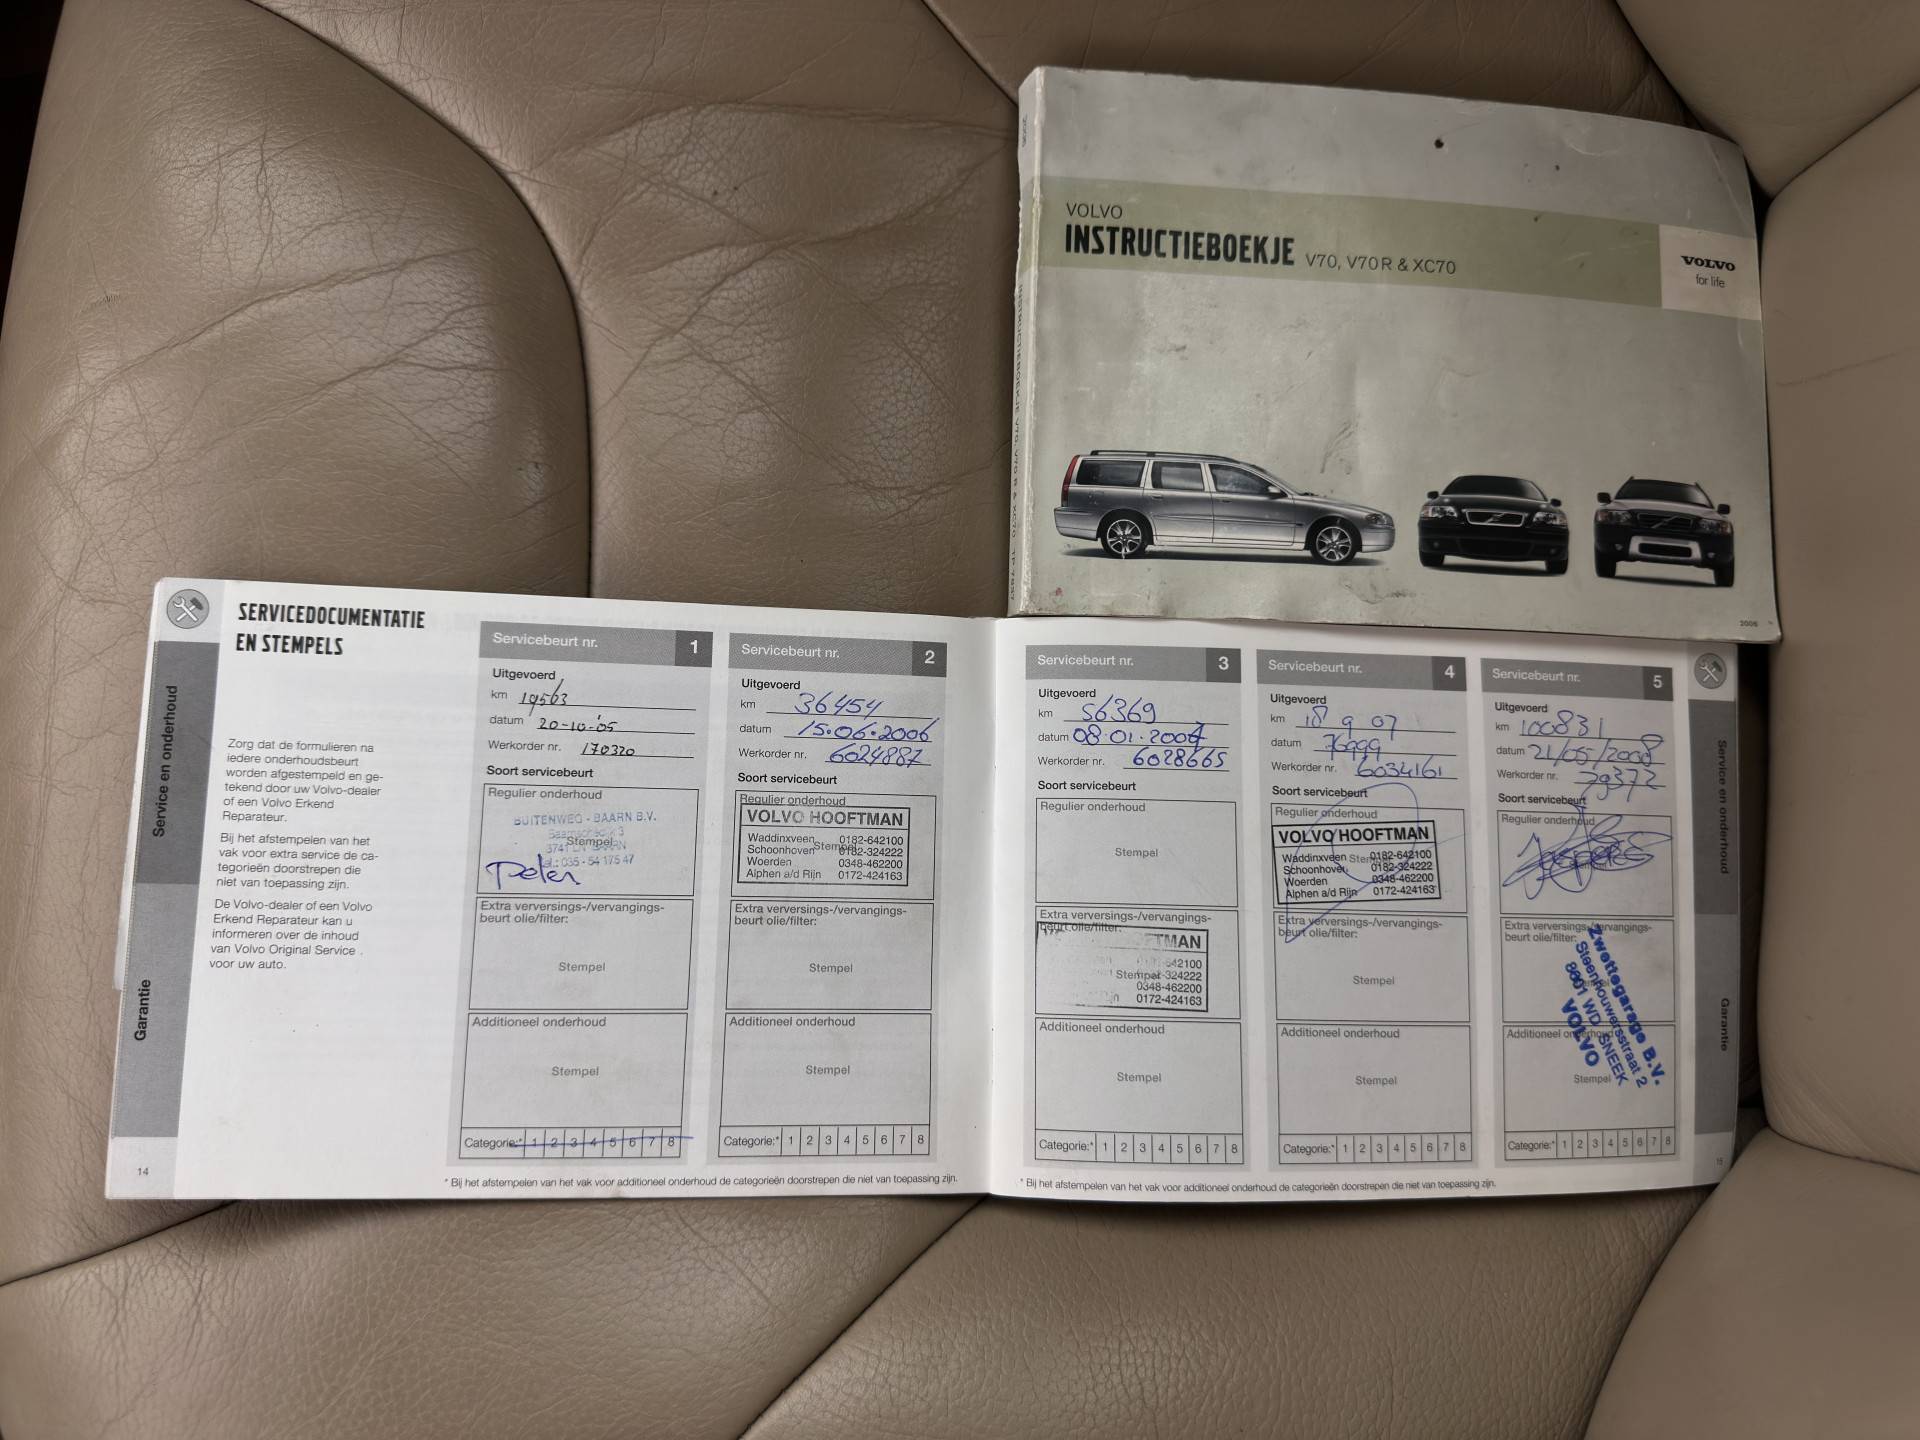 VOLVO
INSTRUCTIEBOEKJE V70, V70 R & XC70
VOLVO
for life
2006
SERVICEDOCUMENTATIE
EN STEMPELS
Service en onderhoud
Garantie
Zorg dat de formulieren na
iedere onderhoudsbeurt
worden afgestempeld en ge-
tekend door uw Volvo-dealer
of een Volvo Erkend
Reparateur.
Bij het afstempelen van het
vak voor extra service de ca-
tegorieën doorstrepen die
niet van toepassing zijn.
De Volvo-dealer of een Volvo
Erkend Reparateur kan u
informeren over de inhoud
van Volvo Original Service
voor uw auto.
14
Servicebeurt nr. 1
Uitgevoerd
km 19563
datum 20-10-'05
Werkorder nr. 170320
Soort servicebeurt
Regulier onderhoud
BUITENWEG - BAARN B.V.
Stempel
tel.: 035 - 54 175 47
Extra verversings-/vervangings-
beurt olie/filter:
Stempel
Additioneel onderhoud
Stempel
Categorie:* 1 2 3 4 5 6 7 8
Servicebeurt nr. 2
Uitgevoerd
km 36454
datum 15.06.2006
Werkorder nr. 6024887
Soort servicebeurt
Regulier onderhoud
VOLVO HOOFTMAN
Waddinxveen 0182-642100
Schoonhoven Stempel 0182-324222
Woerden 0348-462200
Alphen a/d Rijn 0172-424163
Extra verversings-/vervangings-
beurt olie/filter:
Stempel
Additioneel onderhoud
Stempel
Categorie:* 1 2 3 4 5 6 7 8
* Bij het afstempelen van het vak voor additioneel onderhoud de categorieën doorstrepen die niet van toepassing zijn.
Servicebeurt nr. 3
Uitgevoerd
km 56369
datum 08.01.2007
Werkorder nr. 6028665
Soort servicebeurt
Regulier onderhoud
Stempel
Extra verversings-/vervangings-
beurt olie/filter:
FTMAN
642100
Stempel 324222
0348-462200
0172-424163
Additioneel onderhoud
Stempel
Categorie:* 1 2 3 4 5 6 7 8
Servicebeurt nr. 4
Uitgevoerd
km 18 9 07
datum 76999
Werkorder nr. 6034161
Soort servicebeurt
Regulier onderhoud
VOLVO HOOFTMAN
Waddinxveen Stempel 0182-642100
Schoonhoven 0182-324222
Woerden 0348-462200
Alphen a/d Rijn 0172-424163
Extra verversings-/vervangings-
beurt olie/filter:
Stempel
Additioneel onderhoud
Stempel
Categorie:* 1 2 3 4 5 6 7 8
Servicebeurt nr. 5
Uitgevoerd
km 100831
datum 21/05/2008
Werkorder nr. 79372
Soort servicebeurt
Regulier onderhoud
Extra verversings-/vervangings-
beurt olie/filter:
Zwettegarage B.V.
Steenhouwersstraat 2
8601 WD SNEEK
VOLVO
Additioneel onderhoud
Stempel
Categorie:* 1 2 3 4 5 6 7 8
* Bij het afstempelen van het vak voor additioneel onderhoud de categorieën doorstrepen die niet van toepassing zijn.
Service en onderhoud
Garantie
15